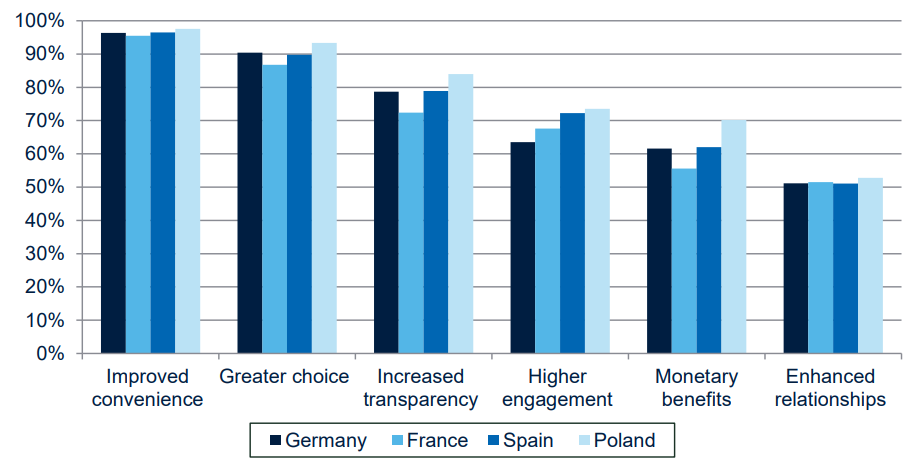 100%
90%
80%
70%
60%
50%
40%
30%
20%
10%
0%
Improved
convenience
Greater choice
Increased
transparency
Higher
engagement
Monetary
benefits
Enhanced
relationships
Germany
France
Spain
Poland